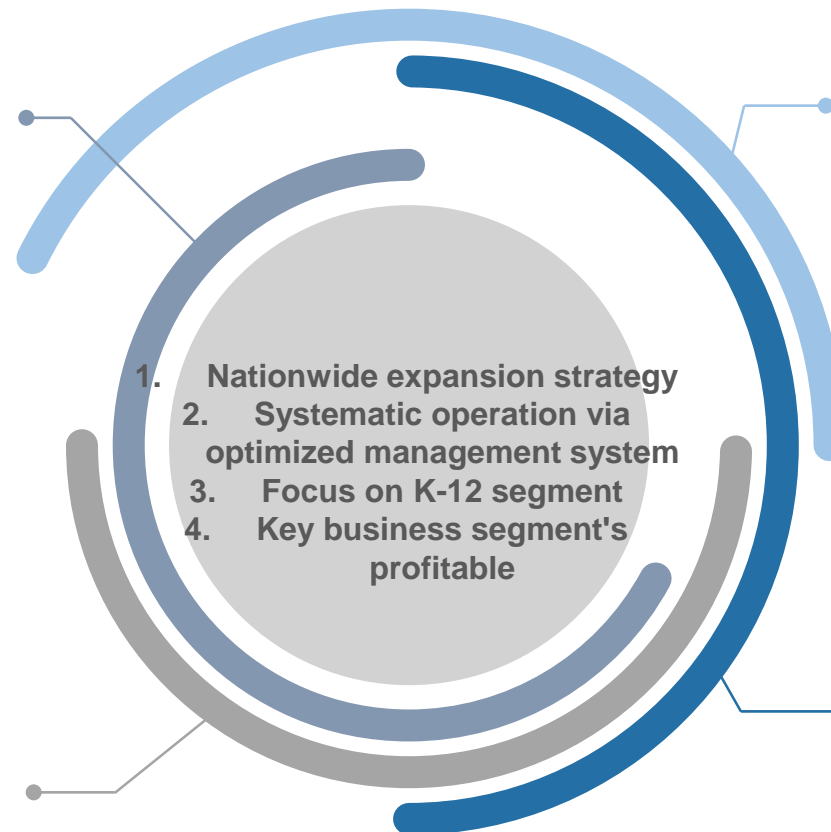 1. Nationwide expansion strategy
2. Systematic operation via
optimized management system
3. Focus on K-12 segment
4. Key business segment's
profitable